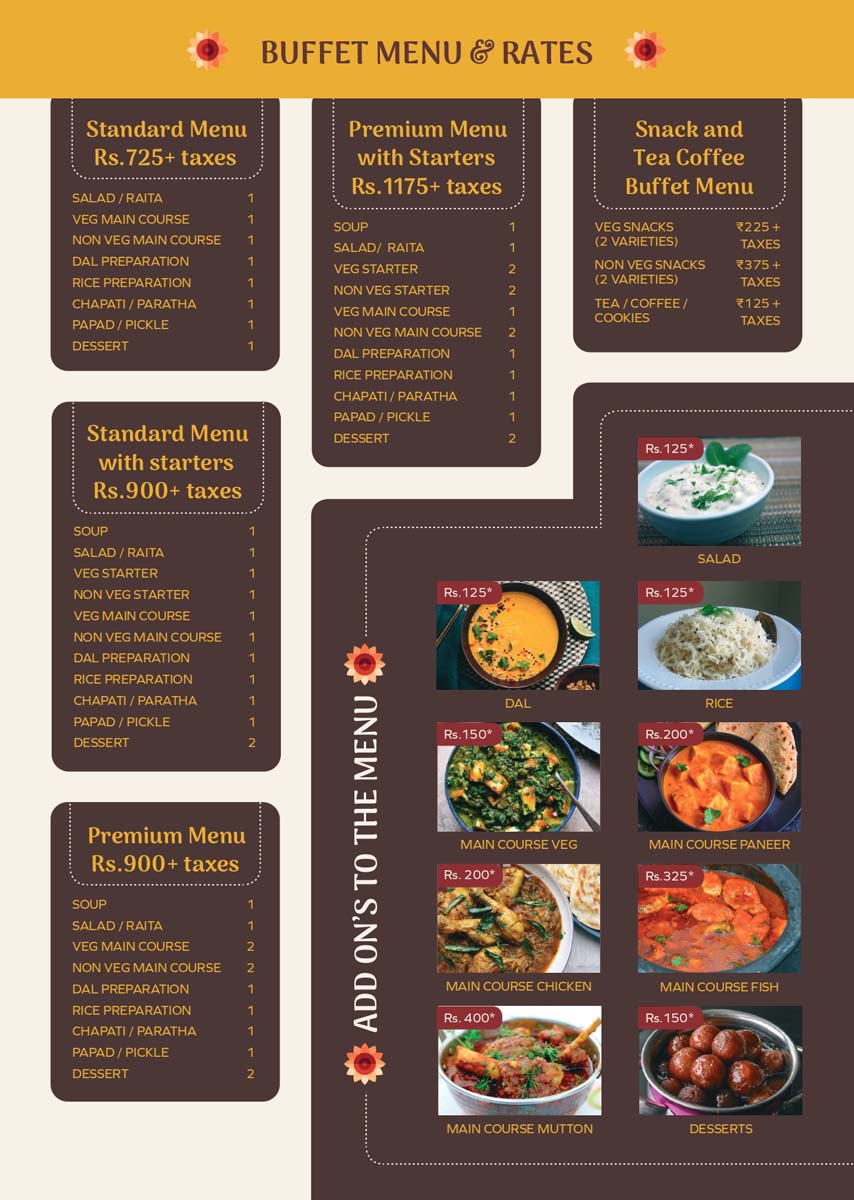 BUFFET MENU & RATES
Standard Menu
Rs.725+ taxes
SALAD / RAITA 1
VEG MAIN COURSE 1
NON VEG MAIN COURSE 1
DAL PREPARATION 1
RICE PREPARATION 1
CHAPATI / PARATHA 1
PAPAD / PICKLE 1
DESSERT 1
Standard Menu
with starters
Rs.900+ taxes
SOUP 1
SALAD / RAITA 1
VEG STARTER 1
NON VEG STARTER 1
VEG MAIN COURSE 1
NON VEG MAIN COURSE 1
DAL PREPARATION 1
RICE PREPARATION 1
CHAPATI / PARATHA 1
PAPAD / PICKLE 1
DESSERT 2
Premium Menu
Rs.900+ taxes
SOUP 1
SALAD / RAITA 1
VEG MAIN COURSE 2
NON VEG MAIN COURSE 2
DAL PREPARATION 1
RICE PREPARATION 1
CHAPATI / PARATHA 1
PAPAD / PICKLE 1
DESSERT 2
Premium Menu
with Starters
Rs.1175+ taxes
SOUP 1
SALAD/ RAITA 1
VEG STARTER 2
NON VEG STARTER 2
VEG MAIN COURSE 1
NON VEG MAIN COURSE 2
DAL PREPARATION 1
RICE PREPARATION 1
CHAPATI / PARATHA 1
PAPAD / PICKLE 1
DESSERT 2
Snack and
Tea Coffee
Buffet Menu
VEG SNACKS ₹225 +
(2 VARIETIES) TAXES
NON VEG SNACKS ₹375 +
(2 VARIETIES) TAXES
TEA / COFFEE / ₹125 +
COOKIES TAXES
ADD ON'S TO THE MENU
Rs.125*
SALAD
Rs.125*
DAL
Rs.125*
RICE
Rs.150*
MAIN COURSE VEG
Rs.200*
MAIN COURSE PANEER
Rs. 200*
MAIN COURSE CHICKEN
Rs.325*
MAIN COURSE FISH
Rs. 400*
MAIN COURSE MUTTON
Rs.150*
DESSERTS